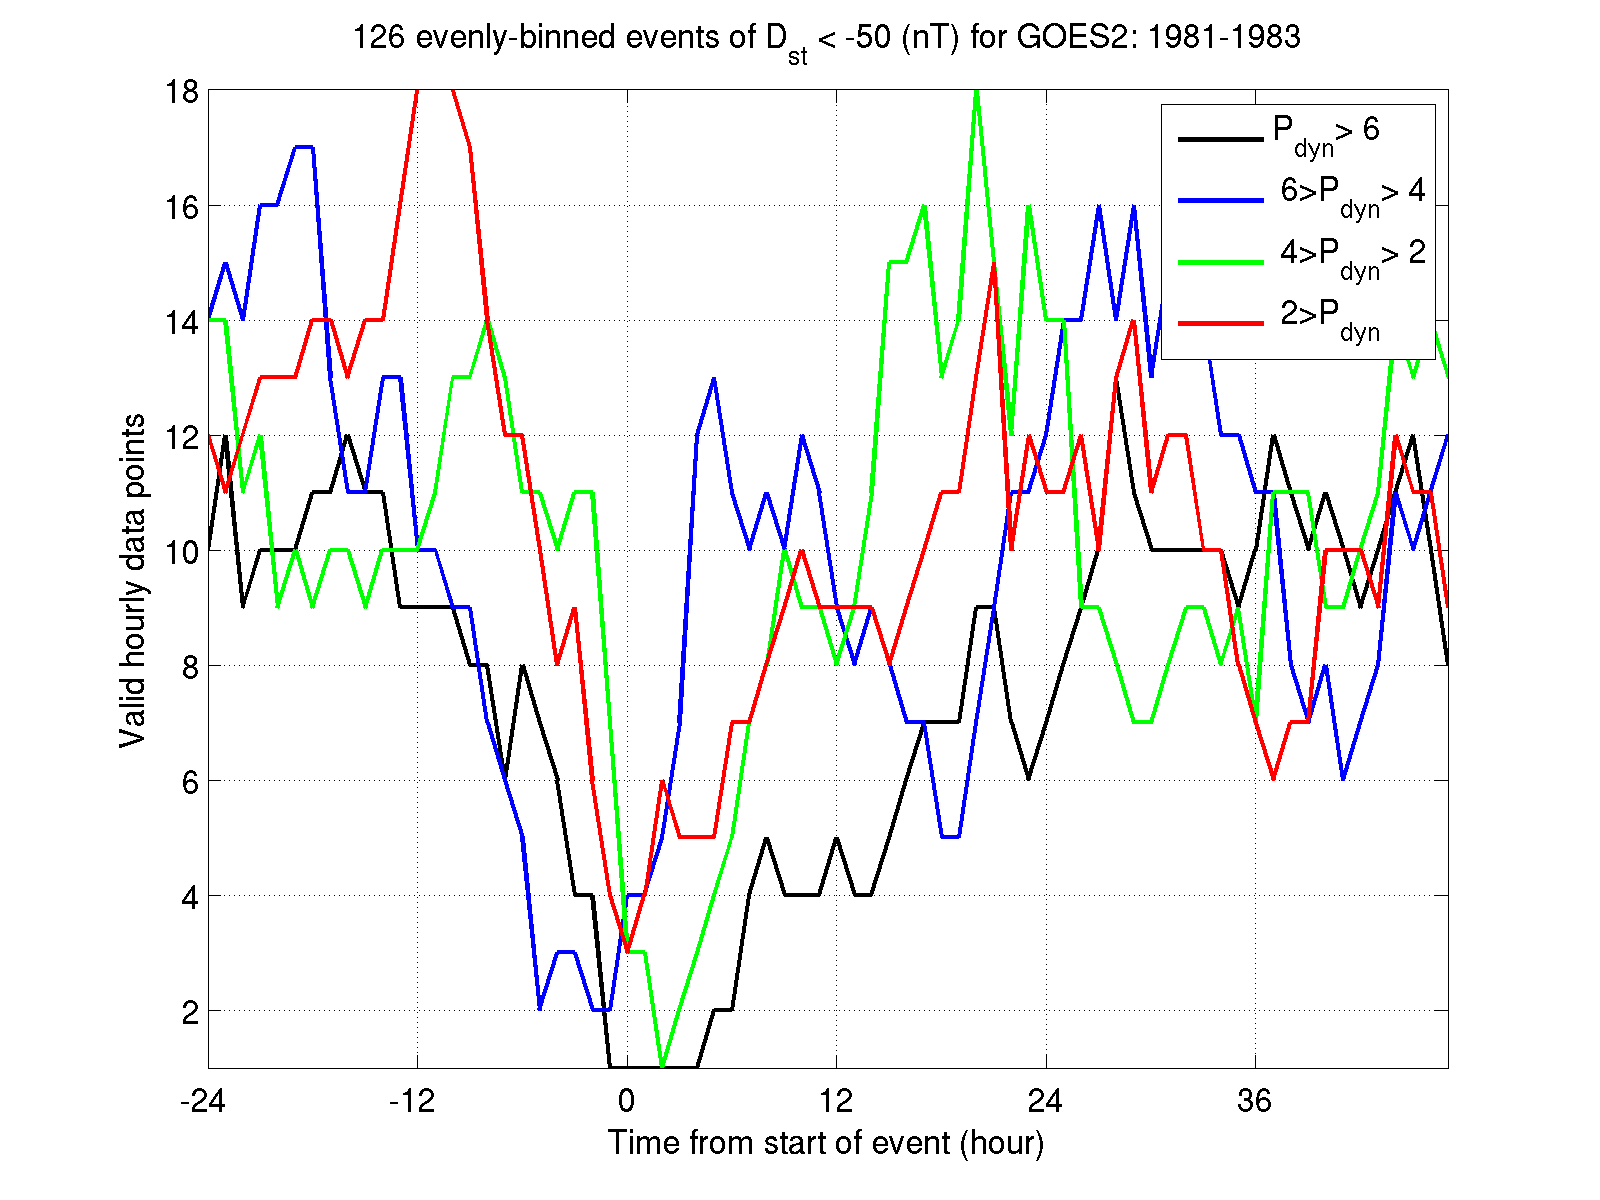 126 evenly-binned events of Dst < -50 (nT) for GOES2: 1981-1983
18
16
14
12
10
8
6
4
2
Valid hourly data points
Pdyn> 6
6>Pdyn> 4
4>Pdyn> 2
2>Pdyn
-24 -12 0 12 24 36
Time from start of event (hour)